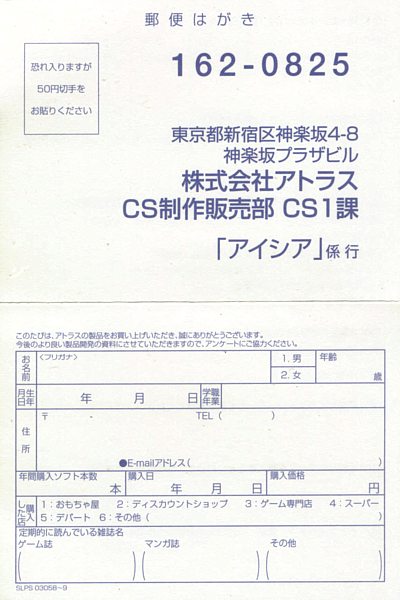 郵便はがき
恐れ入りますが
50円切手を
お貼りください
162-0825
東京都新宿区神楽坂4-8
神楽坂プラザビル
株式会社アトラス
CS制作販売部 CS1課
「アイシア」係 行
このたびは、アトラスの製品をお買い上げいただき、誠にありがとうございます。
今後のより良い製品開発の資料にさせていただきますので、アンケートにご協力ください。
お名前
〈フリガナ〉
1. 男
2. 女
年齢
歳
生年月日
年 月 日
職業学年
住所
〒 -
TEL ( )
●E-mailアドレス( )
年間購入ソフト本数
本
購入日
年 月 日
購入価格
円
購入した店
1：おもちゃ屋 2：ディスカウントショップ 3：ゲーム専門店 4：スーパー
5：デパート 6：その他 ( )
定期的に読んでいる雑誌名
ゲーム誌
( )
マンガ誌
( )
その他
( )
SLPS 03058～9